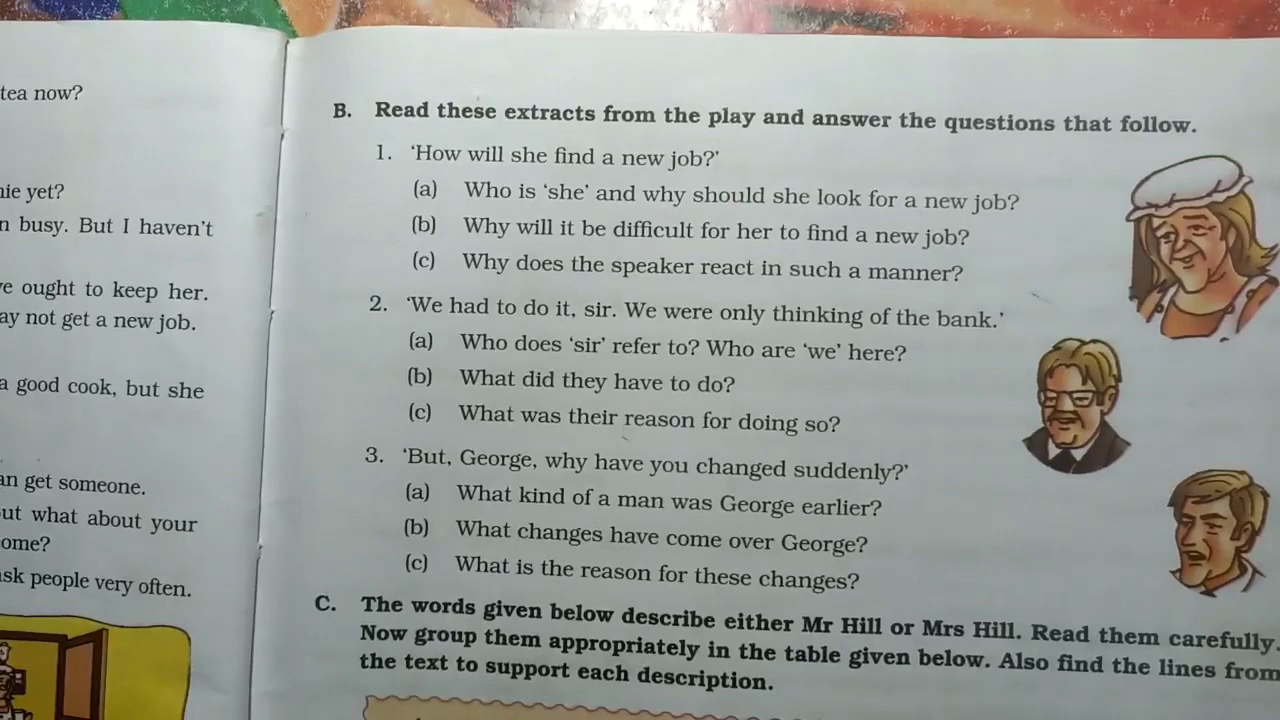 tea now?
yet?
busy. But I haven't
ought to keep her.
not get a new job.
a good cook, but she
get someone.
what about your
people very often.
B. Read these extracts from the play and answer the questions that follow.
1. 'How will she find a new job?'
(a) Who is 'she' and why should she look for a new job?
(b) Why will it be difficult for her to find a new job?
(c) Why does the speaker react in such a manner?
2. 'We had to do it, sir. We were only thinking of the bank.'
(a) Who does 'sir' refer to? Who are 'we' here?
(b) What did they have to do?
(c) What was their reason for doing so?
3. 'But, George, why have you changed suddenly?'
(a) What kind of a man was George earlier?
(b) What changes have come over George?
(c) What is the reason for these changes?
C. The words given below describe either Mr Hill or Mrs Hill. Read them carefully.
Now group them appropriately in the table given below. Also find the lines from
the text to support each description.